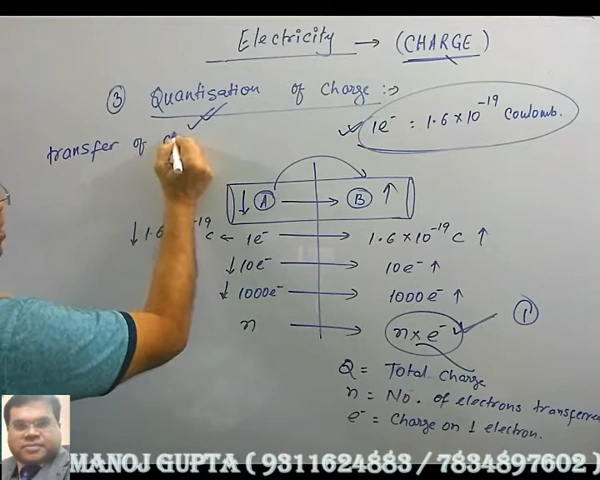 Electricity → (CHARGE)
③ Quantisation of Charge :->
1e⁻ = 1.6 × 10⁻¹⁹ Coulomb.
transfer of
↓ A → B ↑
↓ 1.6 ⁻¹⁹ C ← 1e⁻ → 1.6 × 10⁻¹⁹ C ↑
↓ 10e⁻ → 10e⁻ ↑
↓ 1000e⁻ → 1000e⁻ ↑
n → n × e⁻ ①
Q = Total Charge
n = No. of electrons transferre
e⁻ = Charge on 1 electron.
MANOJ GUPTA ( 9311624883 / 7834897602 )